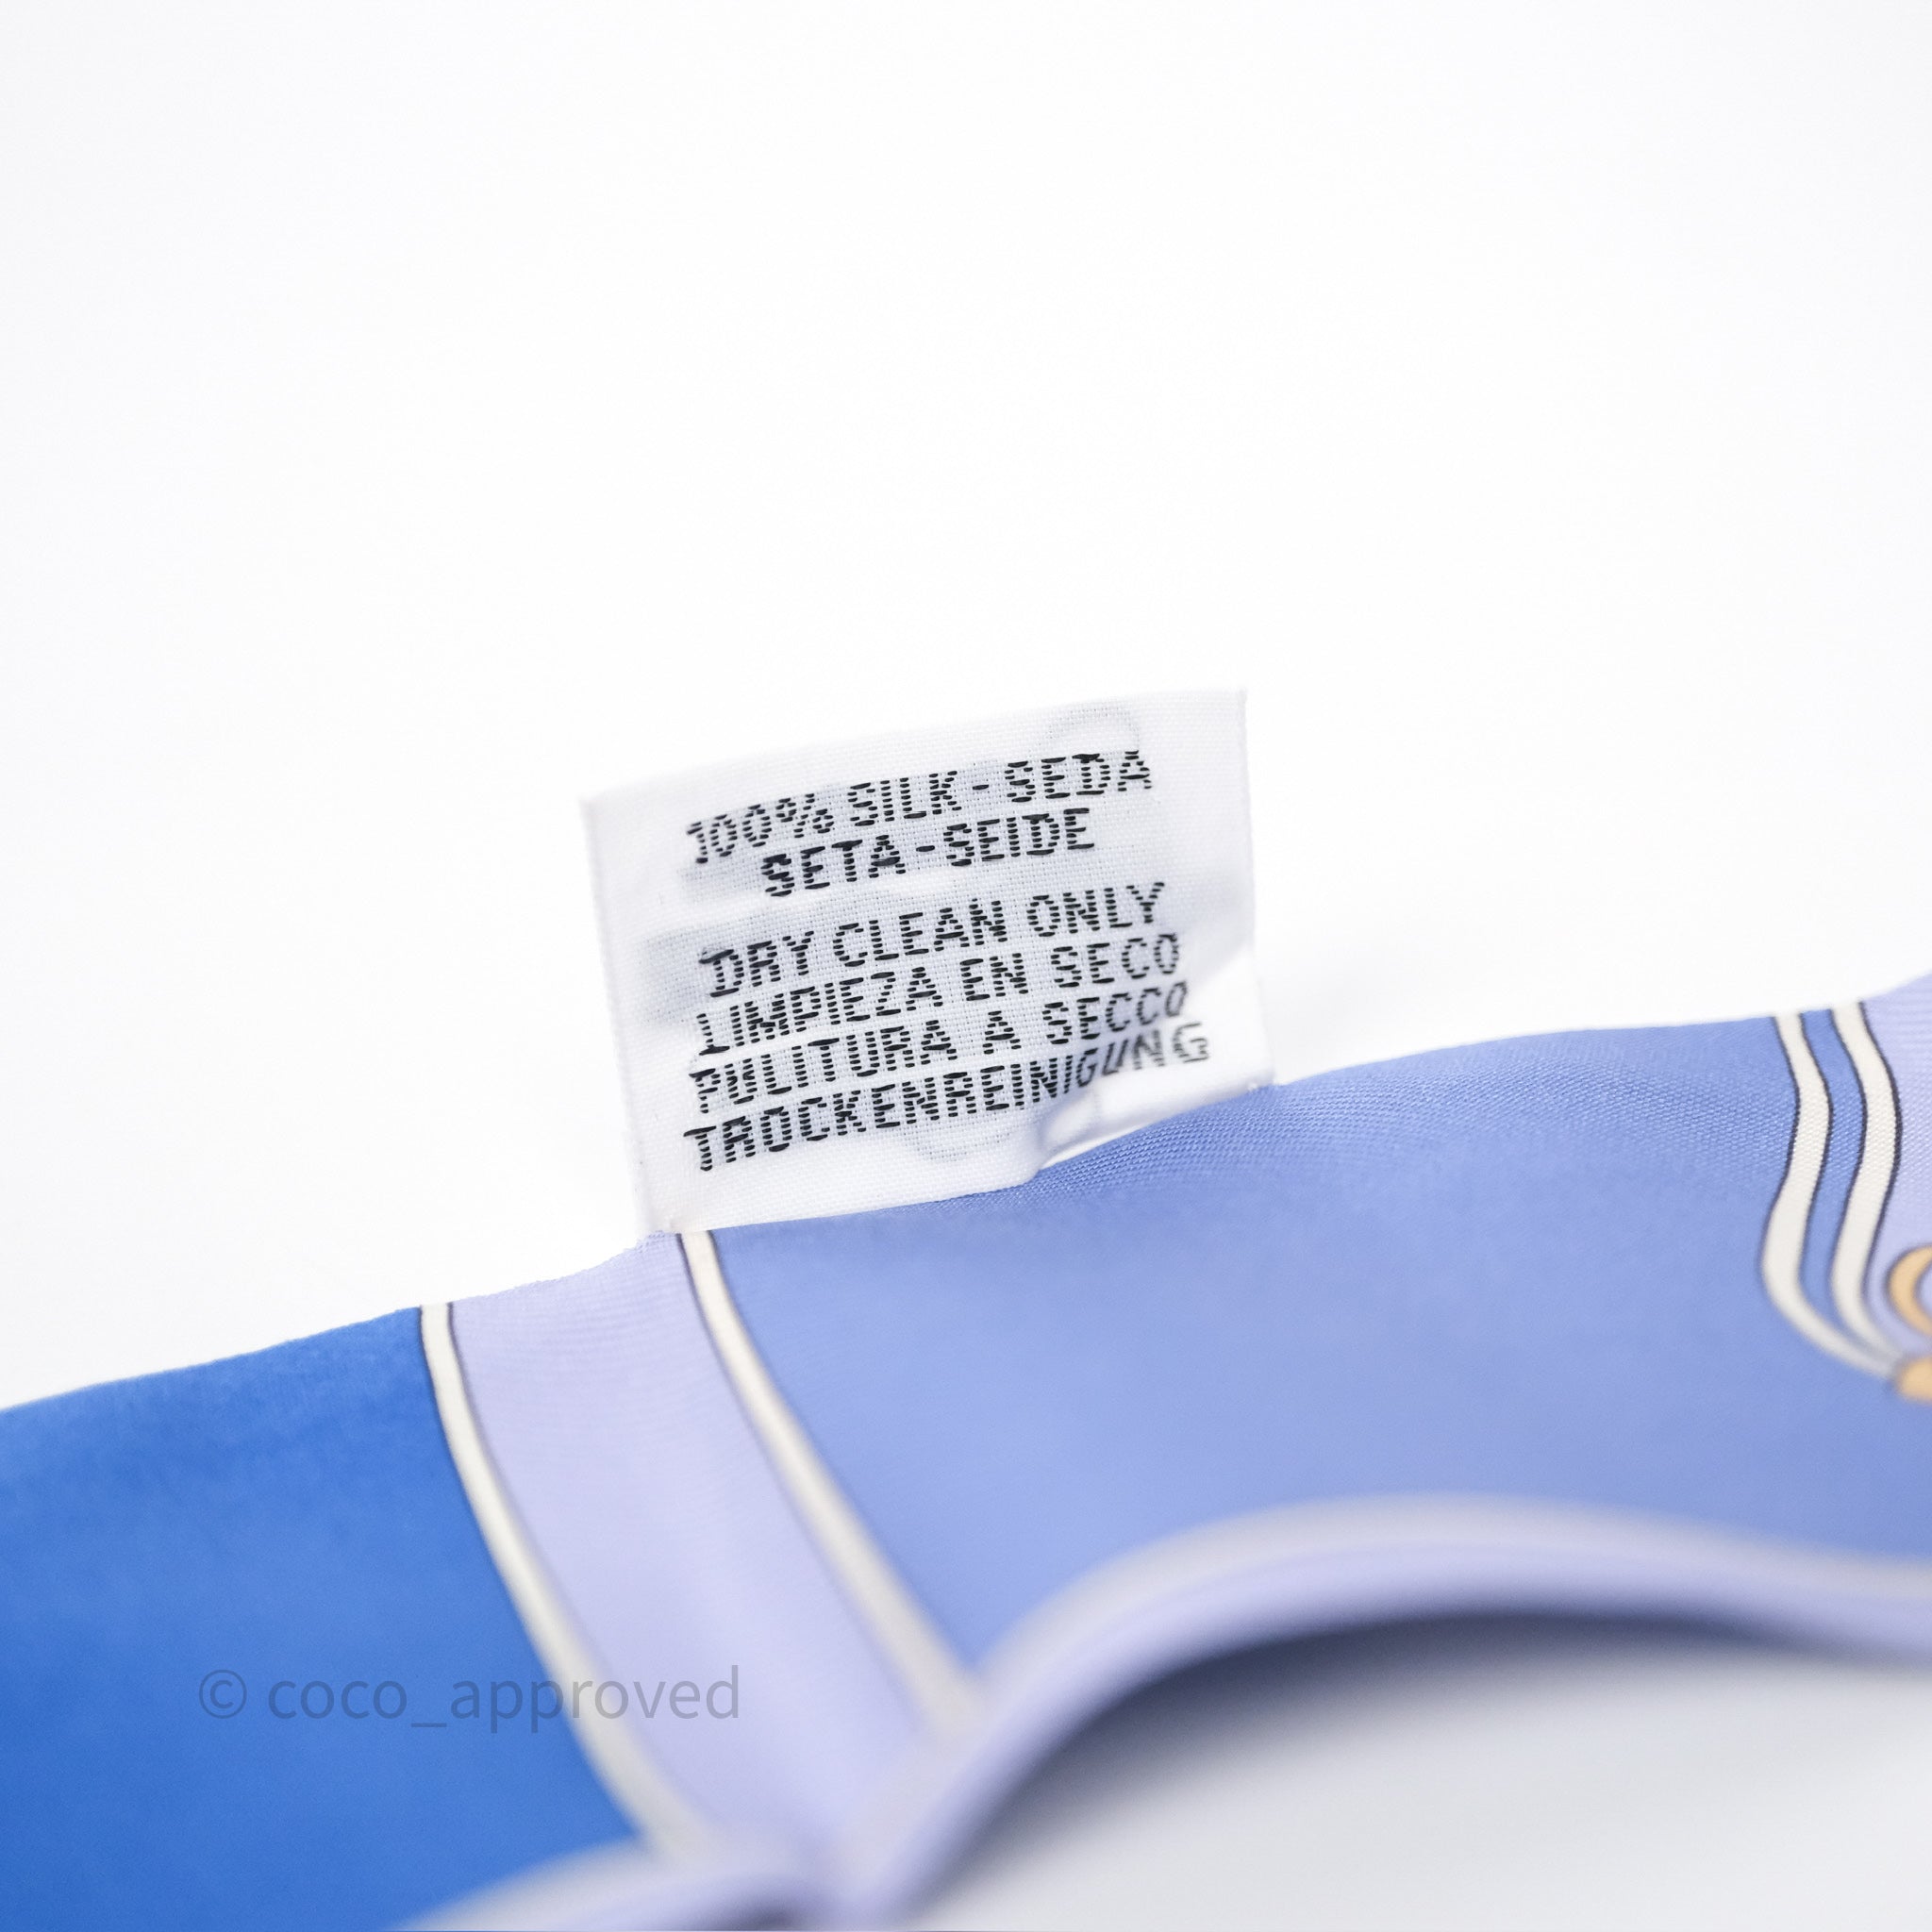 100% SILK-SEDA
SETA-SEIDE
DRY CLEAN ONLY
LIMPIEZA EN SECO
PULITURA A SECCO
TROCKENREINIGUNG
© coco_approved